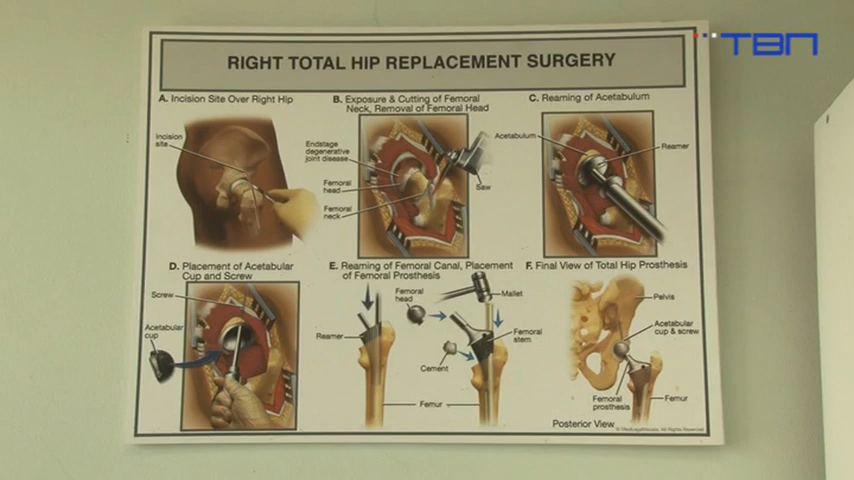 TBN
RIGHT TOTAL HIP REPLACEMENT SURGERY
A. Incision Site Over Right Hip
Incision
site
B. Exposure & Cutting of Femoral
Neck, Removal of Femoral Head
Endstage
degenerative
joint disease
Femoral
head
Femoral
neck
Saw
C. Reaming of Acetabulum
Acetabulum
Reamer
D. Placement of Acetabular
Cup and Screw
Screw
Acetabular
cup
E. Reaming of Femoral Canal, Placement
of Femoral Prosthesis
Femoral
head
Mallet
Reamer
Femoral
stem
Cement
Femur
F. Final View of Total Hip Prosthesis
Pelvis
Acetabular
cup & screw
Femoral
prosthesis
Femur
Posterior View
All Rights Reserved.